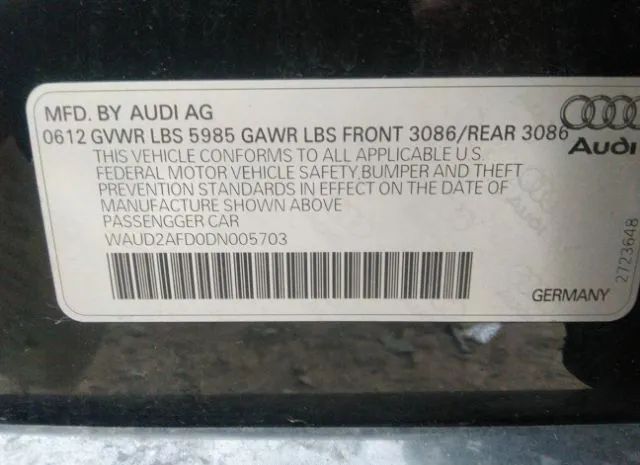 MFD. BY AUDI AG
0612 GVWR LBS 5985 GAWR LBS FRONT 3086/REAR 3086
Audi
THIS VEHICLE CONFORMS TO ALL APPLICABLE U.S.
FEDERAL MOTOR VEHICLE SAFETY,BUMPER AND THEFT
PREVENTION STANDARDS IN EFFECT ON THE DATE OF
MANUFACTURE SHOWN ABOVE
PASSENGGER CAR
WAUD2AFD0DN005703
2723648
GERMANY